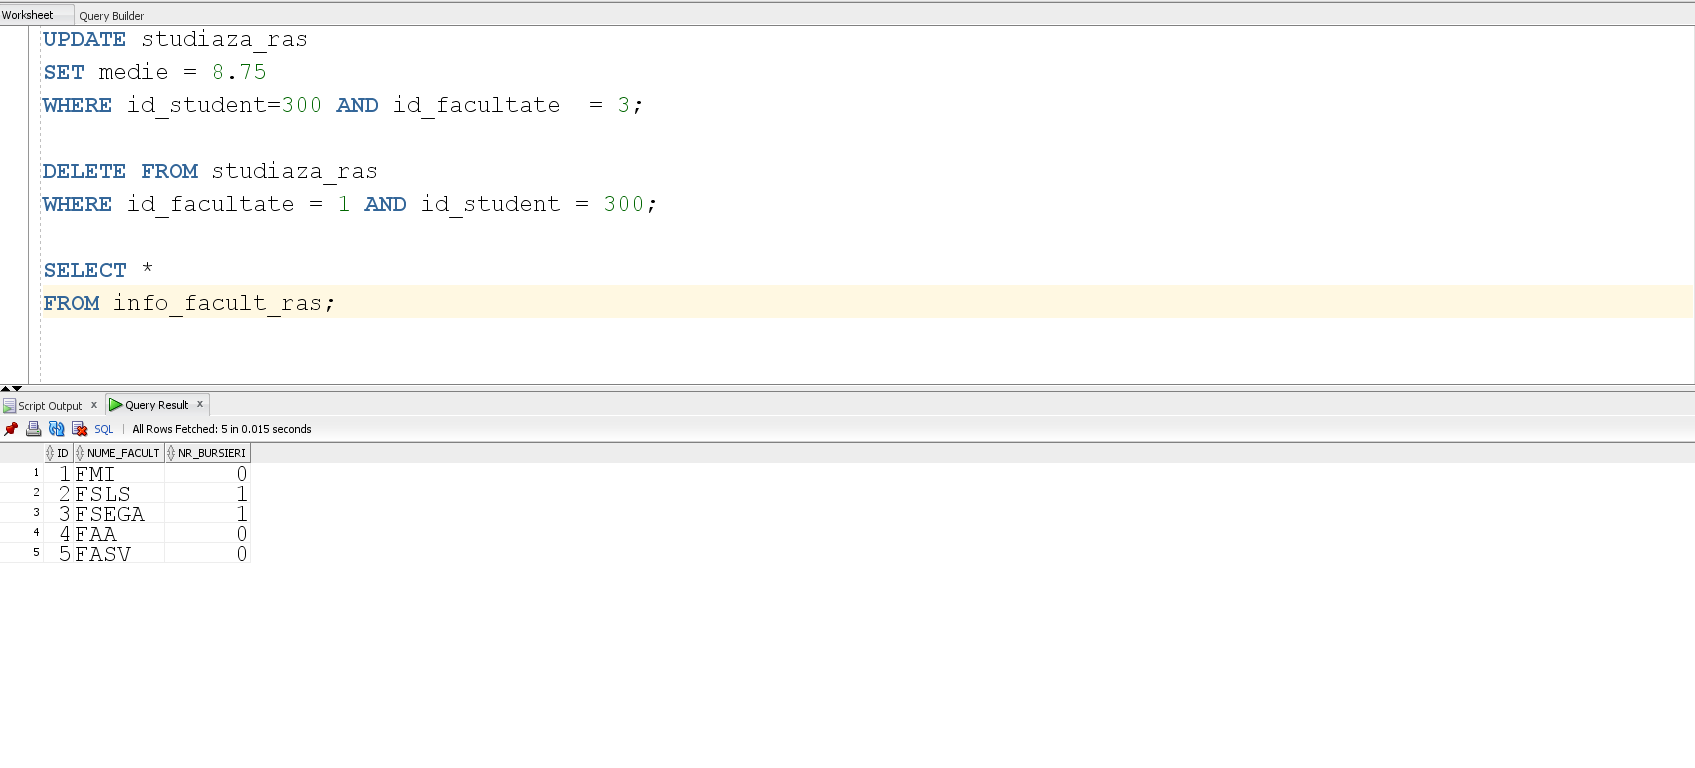 Worksheet Query Builder
UPDATE studiaza_ras
SET medie = 8.75
WHERE id_student=300 AND id_facultate  = 3;
DELETE FROM studiaza_ras
WHERE id_facultate = 1 AND id_student = 300;
SELECT *
FROM info_facult_ras;
Script Output x Query Result x
SQL | All Rows Fetched: 5 in 0.015 seconds
ID NUME_FACULT NR_BURSIERI
1 1 FMI 0
2 2 FSLS 1
3 3 FSEGA 1
4 4 FAA 0
5 5 FASV 0